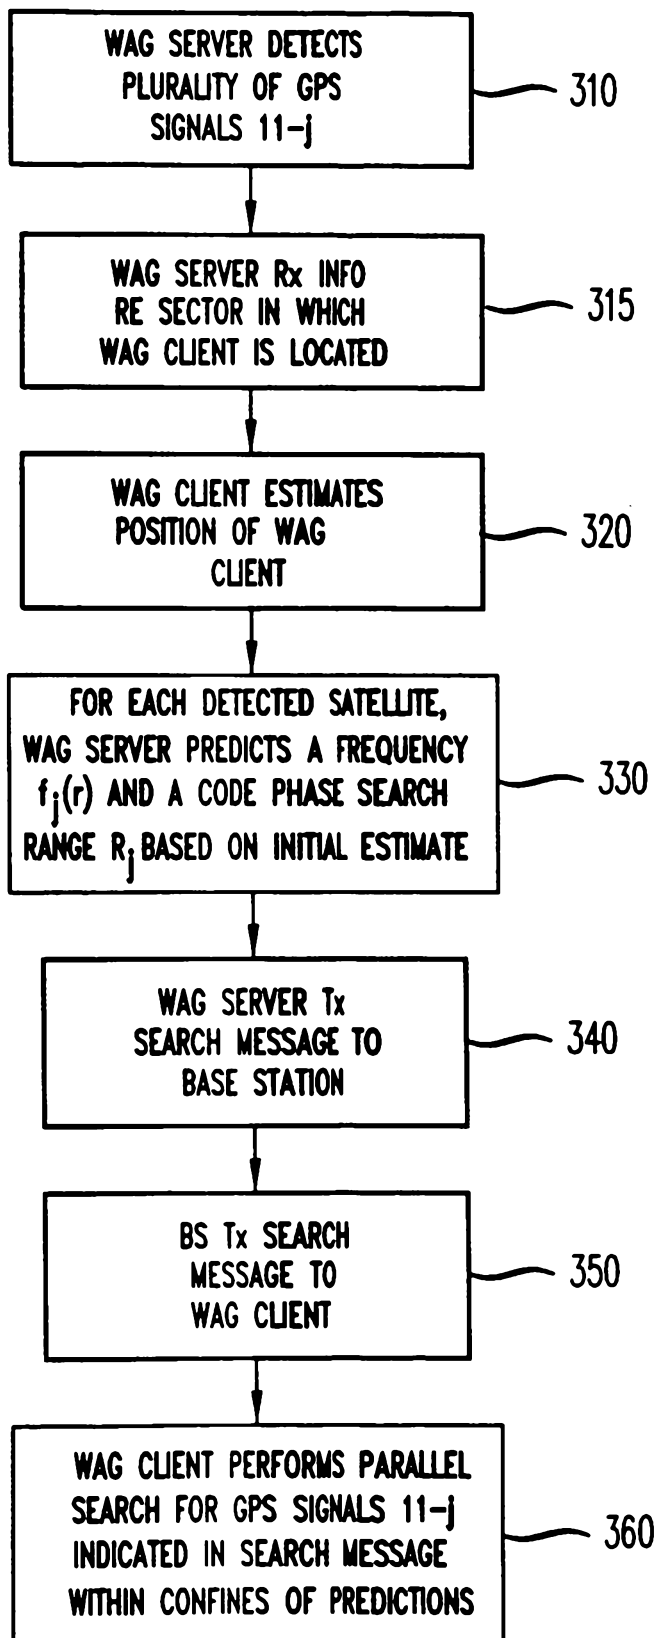 WAG SERVER DETECTS
PLURALITY OF GPS
SIGNALS 11-j
310
WAG SERVER Rx INFO
RE SECTOR IN WHICH
WAG CLIENT IS LOCATED
315
WAG CLIENT ESTIMATES
POSITION OF WAG
CLIENT
320
FOR EACH DETECTED SATELLITE,
WAG SERVER PREDICTS A FREQUENCY
fj(r) AND A CODE PHASE SEARCH
RANGE Rj BASED ON INITIAL ESTIMATE
330
WAG SERVER Tx
SEARCH MESSAGE TO
BASE STATION
340
BS Tx SEARCH
MESSAGE TO
WAG CLIENT
350
WAG CLIENT PERFORMS PARALLEL
SEARCH FOR GPS SIGNALS 11-j
INDICATED IN SEARCH MESSAGE
WITHIN CONFINES OF PREDICTIONS
360